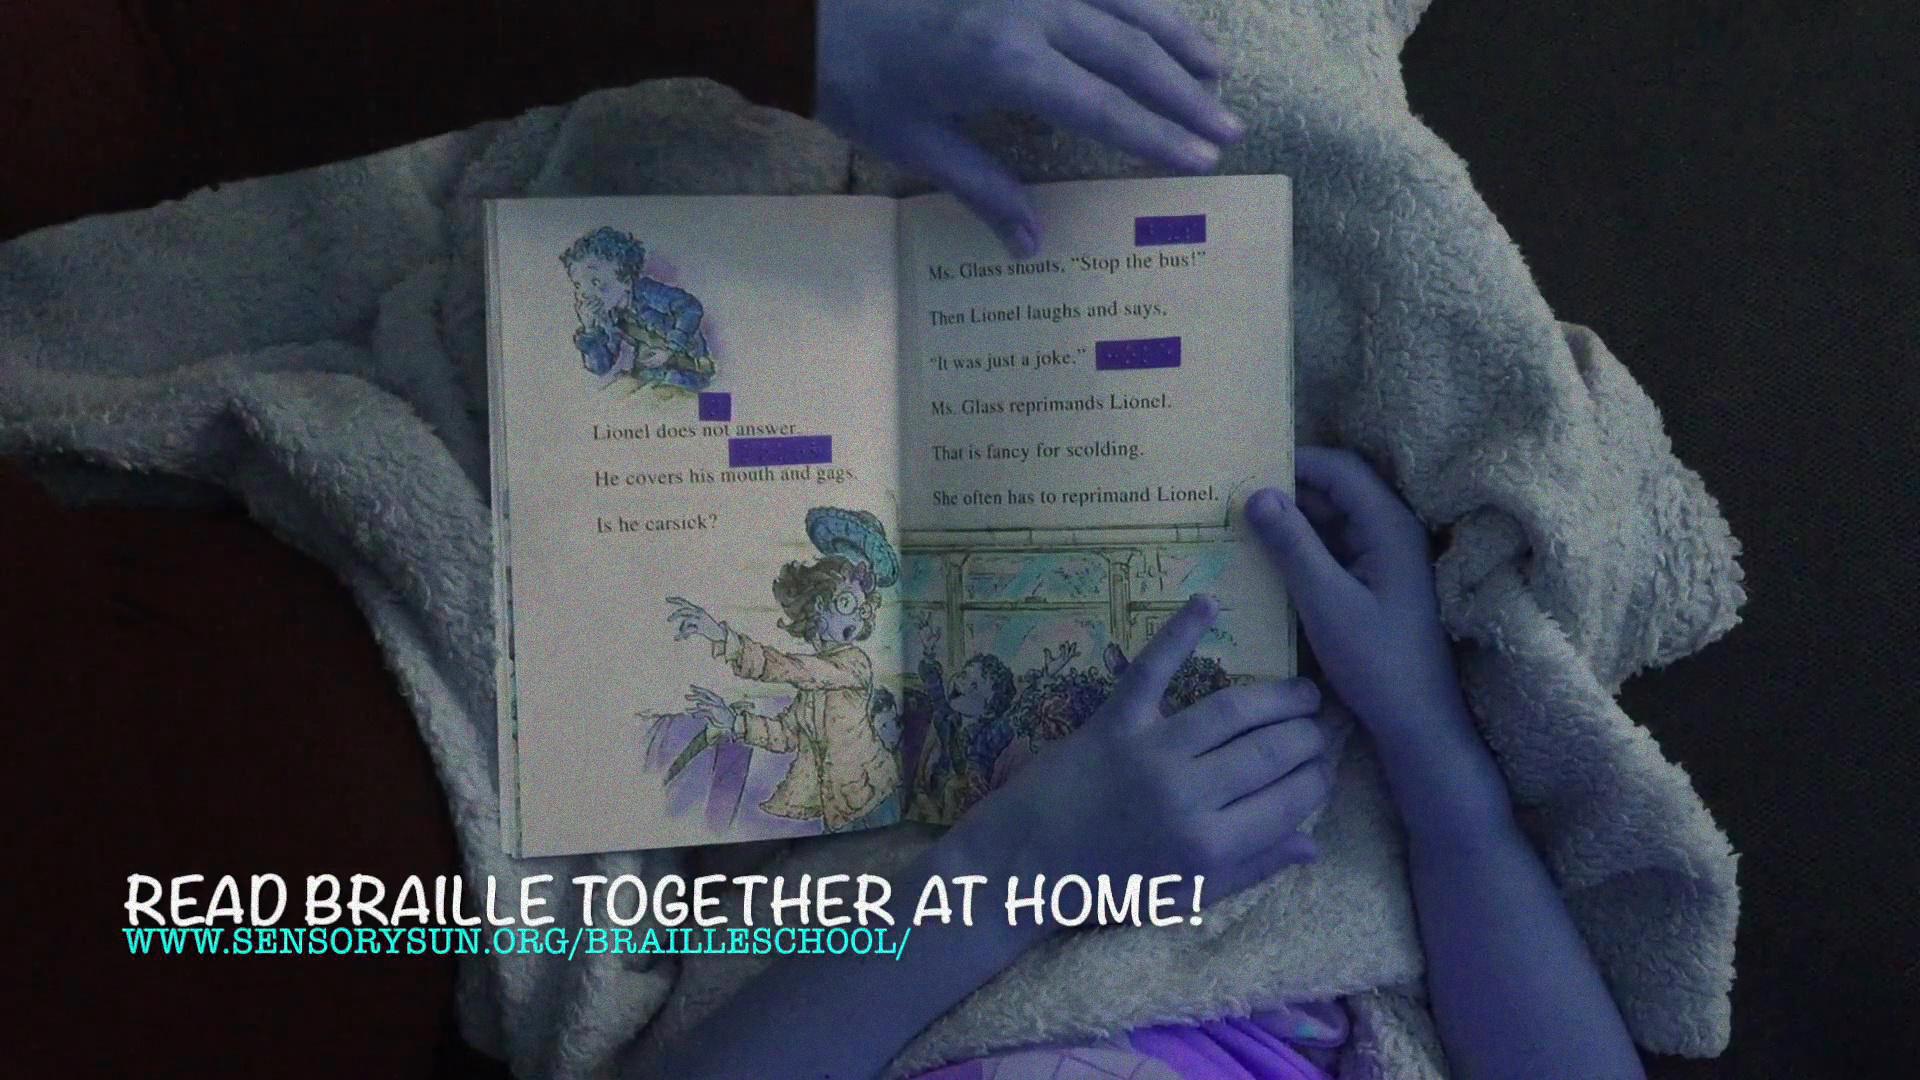 Lionel does not answer.
He covers his mouth and gags.
Is he carsick?
Ms. Glass shouts, “Stop the bus!”
Then Lionel laughs and says,
“It was just a joke.”
Ms. Glass reprimands Lionel.
That is fancy for scolding.
She often has to reprimand Lionel.
READ BRAILLE TOGETHER AT HOME!
WWW.SENSORYSUN.ORG/BRAILLESCHOOL/